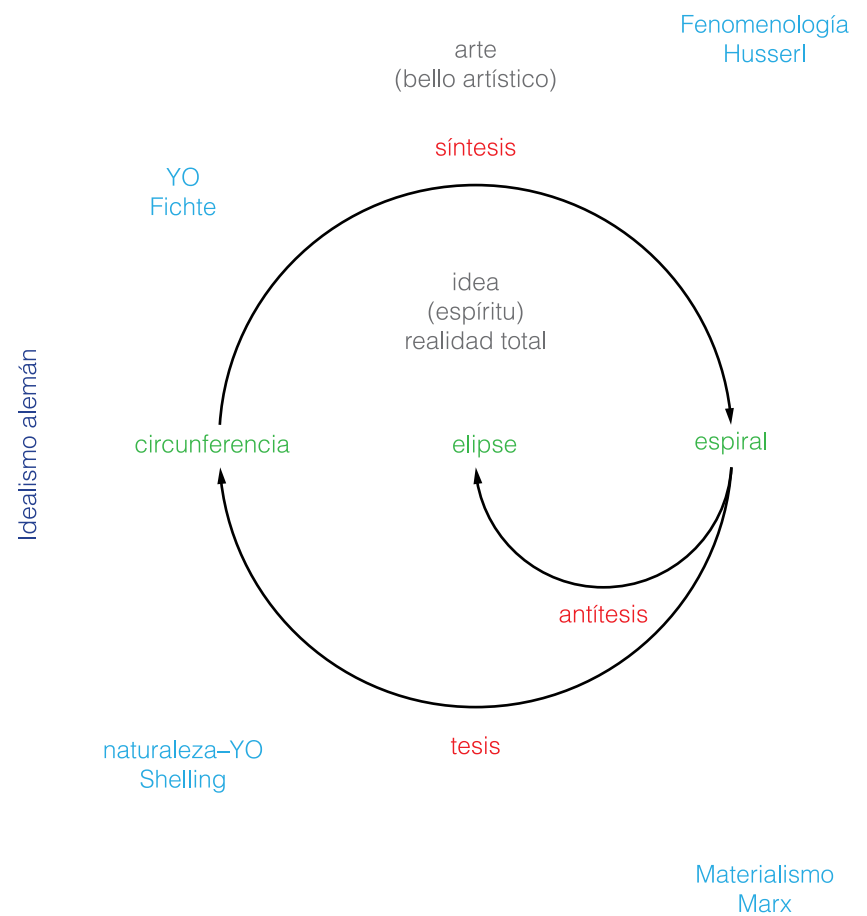 Fenomenología
Husserl
arte
(bello artístico)
síntesis
YO
Fichte
idea
(espíritu)
realidad total
Idealismo alemán
circunferencia
elipse
espiral
antítesis
tesis
naturaleza–YO
Shelling
Materialismo
Marx